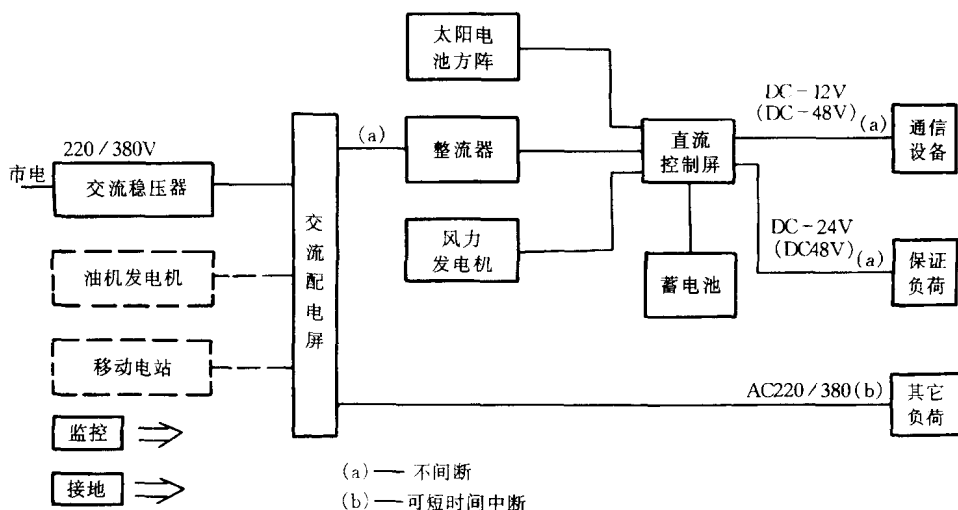 太阳电
池方阵
DC-12V
(DC-48V)
(a)
通信
设备
220/380V
(a)
整流器
直流
控制屏
市电
交流稳压器
交流配电屏
DC-24V
(DC48V)
(a)
风力
发电机
保证
负荷
油机发电机
蓄电池
移动电站
AC220/380(b)
其它
负荷
监控
(a)— 不间断
接地
(b)—可短时间中断